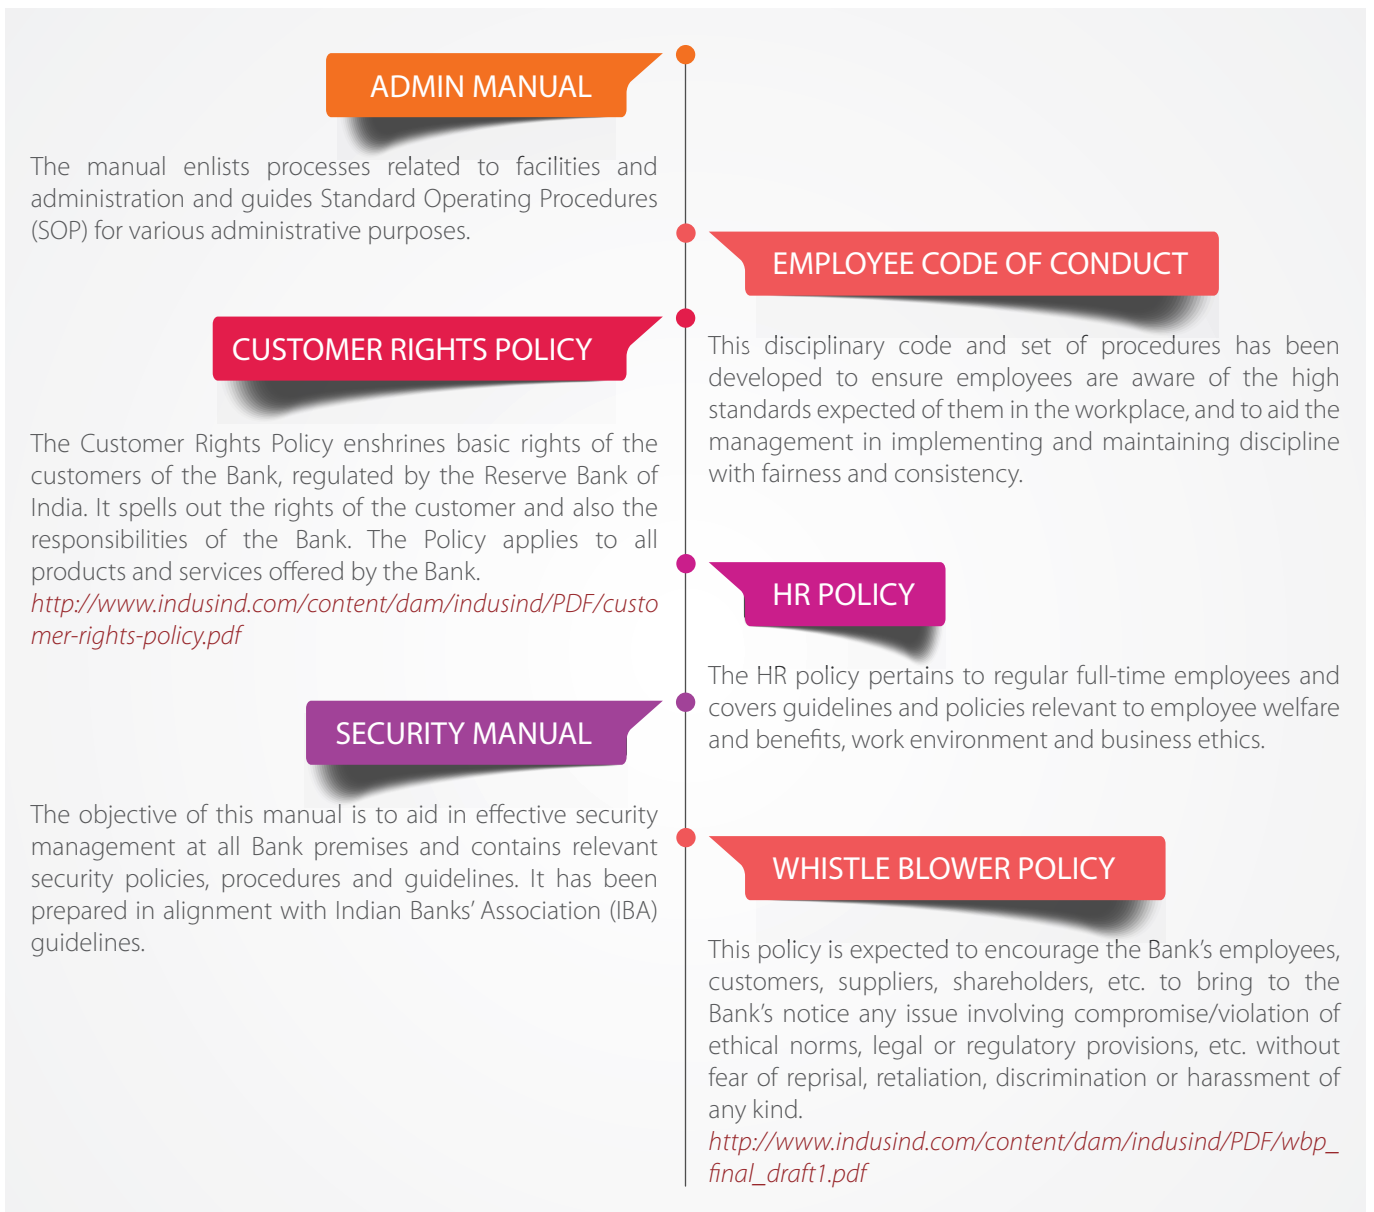 ADMIN MANUAL
The manual enlists processes related to facilities and
administration and guides Standard Operating Procedures
(SOP) for various administrative purposes.
EMPLOYEE CODE OF CONDUCT
This disciplinary code and set of procedures has been
developed to ensure employees are aware of the high
standards expected of them in the workplace, and to aid the
management in implementing and maintaining discipline
with fairness and consistency.
CUSTOMER RIGHTS POLICY
The Customer Rights Policy enshrines basic rights of the
customers of the Bank, regulated by the Reserve Bank of
India. It spells out the rights of the customer and also the
responsibilities of the Bank. The Policy applies to all
products and services offered by the Bank.
http://www.indusind.com/content/dam/indusind/PDF/custo
mer-rights-policy.pdf
HR POLICY
The HR policy pertains to regular full-time employees and
covers guidelines and policies relevant to employee welfare
and benefits, work environment and business ethics.
SECURITY MANUAL
The objective of this manual is to aid in effective security
management at all Bank premises and contains relevant
security policies, procedures and guidelines. It has been
prepared in alignment with Indian Banks’ Association (IBA)
guidelines.
WHISTLE BLOWER POLICY
This policy is expected to encourage the Bank’s employees,
customers, suppliers, shareholders, etc. to bring to the
Bank’s notice any issue involving compromise/violation of
ethical norms, legal or regulatory provisions, etc. without
fear of reprisal, retaliation, discrimination or harassment of
any kind.
http://www.indusind.com/content/dam/indusind/PDF/wbp_
final_draft1.pdf